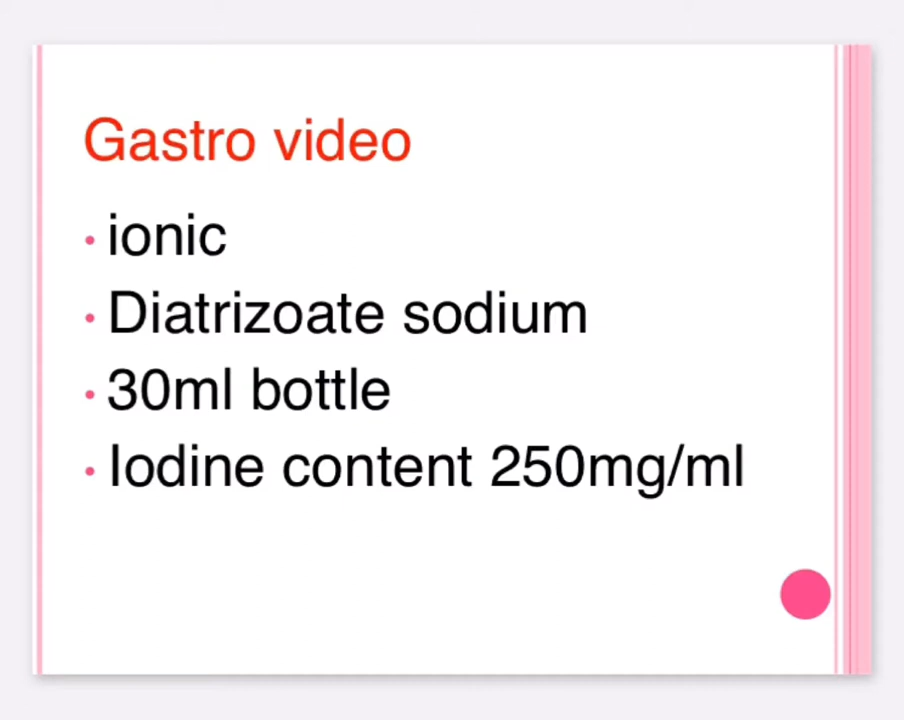 Gastro video
• ionic
• Diatrizoate sodium
• 30ml bottle
• Iodine content 250mg/ml